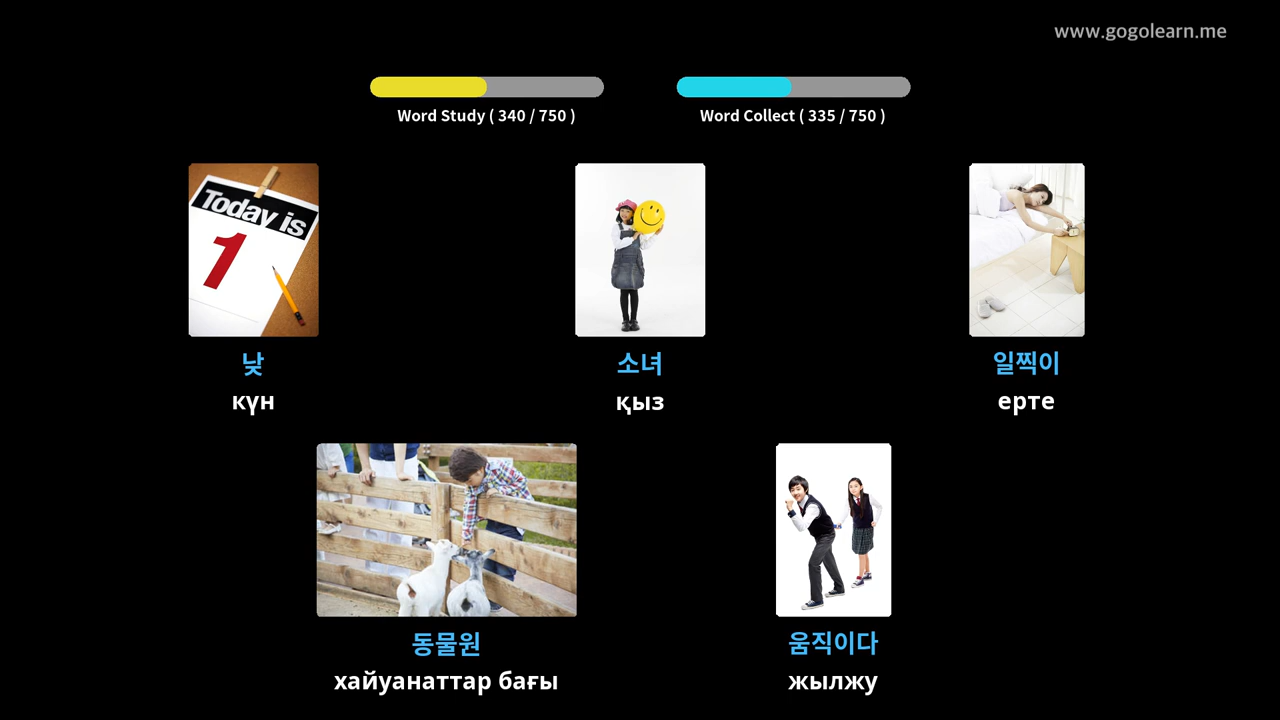 www.gogolearn.me
Word Study ( 340 / 750 )
Word Collect ( 335 / 750 )
Today is
1
낮
күн
소녀
қыз
일찍이
ерте
동물원
хайуанаттар бағы
움직이다
жылжу